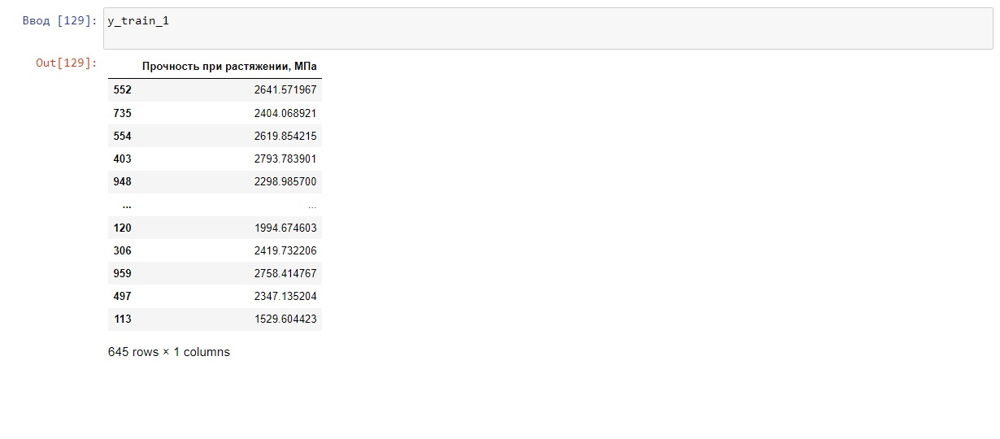 Ввод [129]: y_train_1
Out[129]:
Прочность при растяжении, МПа
552 2641.571967
735 2404.068921
554 2619.854215
403 2793.783901
948 2298.985700
... ...
120 1994.674603
306 2419.732206
959 2758.414767
497 2347.135204
113 1529.604423
645 rows × 1 columns